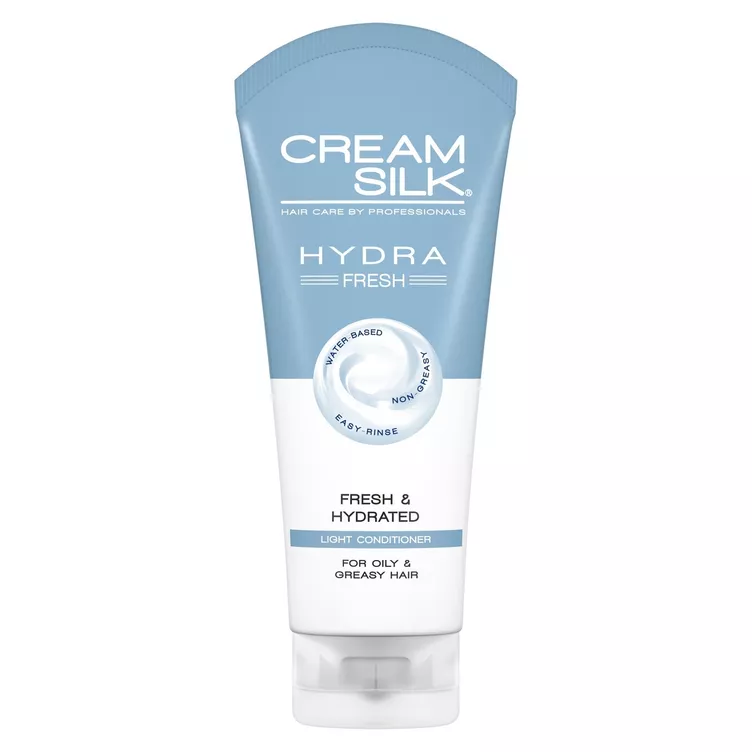 CREAM
SILK®
HAIR CARE BY PROFESSIONALS
HYDRA
FRESH
WATER-BASED
NON-GREASY
EASY-RINSE
FRESH &
HYDRATED
LIGHT CONDITIONER
FOR OILY &
GREASY HAIR